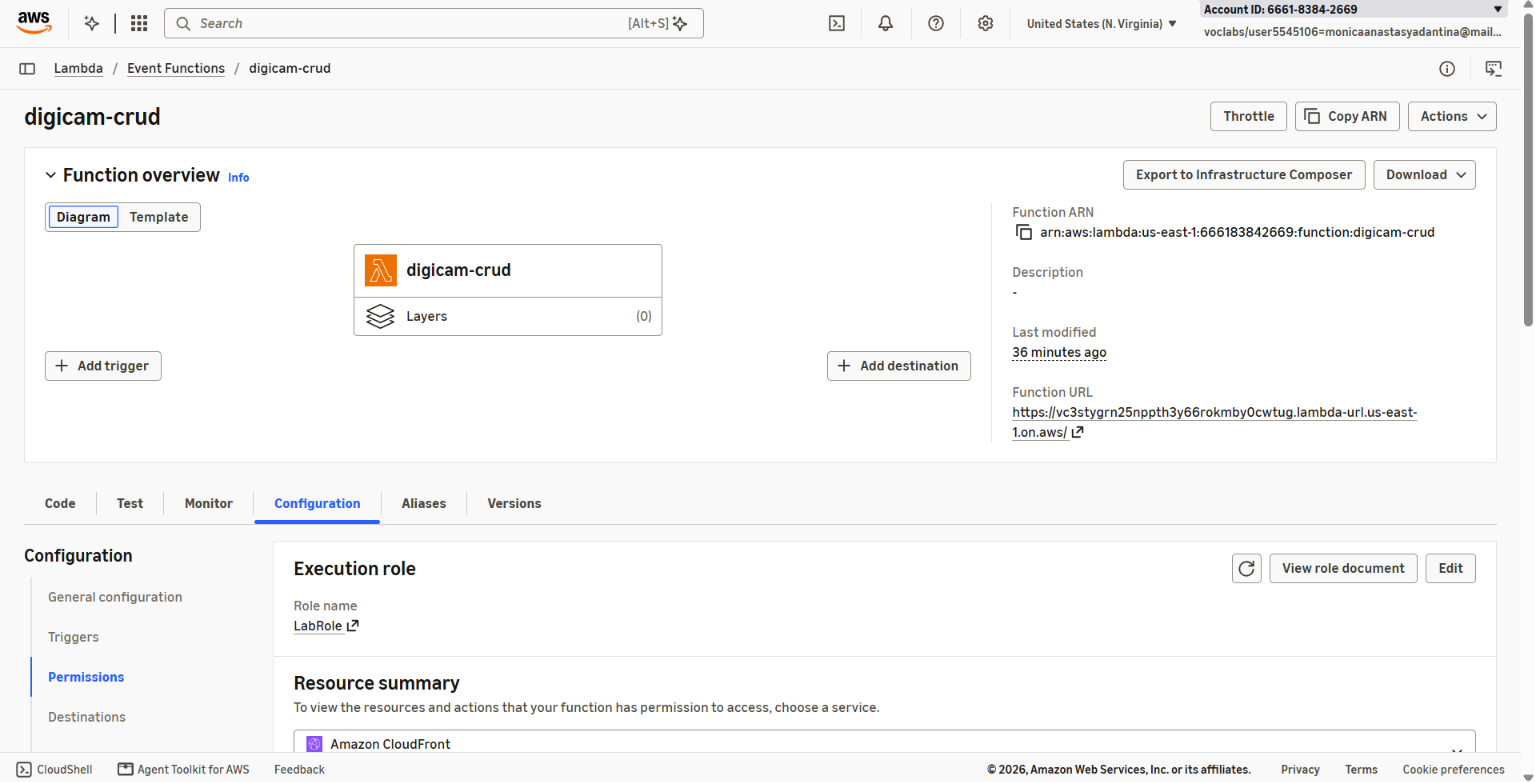 aws
Search [Alt+S]
United States (N. Virginia)
Account ID: 6661-8384-2669
voclabs/user5545106=monicaanastasyadantina@mail...
Lambda / Event Functions / digicam-crud
digicam-crud
Throttle Copy ARN Actions
Function overview Info
Export to Infrastructure Composer Download
Diagram Template
digicam-crud
Layers (0)
Add trigger
Add destination
Function ARN
arn:aws:lambda:us-east-1:666183842669:function:digicam-crud
Description
-
Last modified
36 minutes ago
Function URL
https://vc3stygrn25nppth3y66rokmby0cwtug.lambda-url.us-east-
1.on.aws/
Code Test Monitor Configuration Aliases Versions
Configuration
General configuration
Triggers
Permissions
Destinations
Execution role
View role document Edit
Role name
LabRole
Resource summary
To view the resources and actions that your function has permission to access, choose a service.
Amazon CloudFront
CloudShell Agent Toolkit for AWS Feedback
© 2026, Amazon Web Services, Inc. or its affiliates. Privacy Terms Cookie preferences